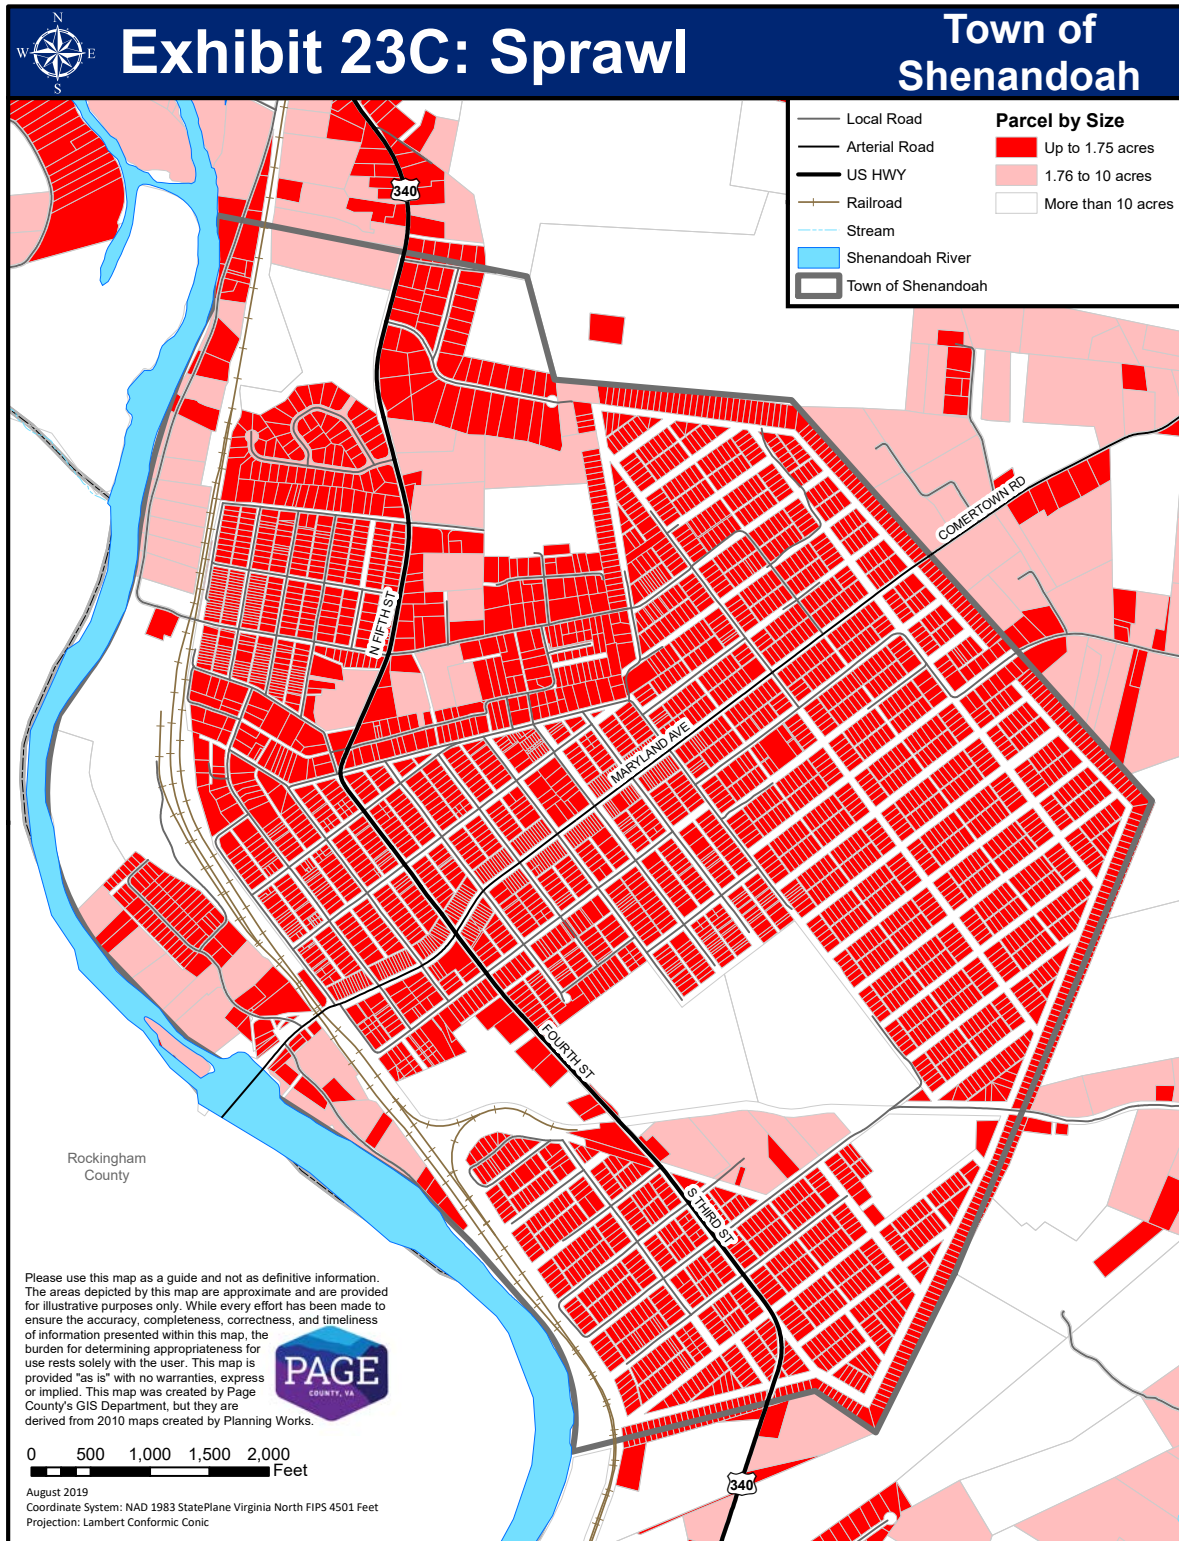 N
W
E
S
Exhibit 23C: Sprawl
Town of
Shenandoah
Local Road
Arterial Road
US HWY
Railroad
Stream
Shenandoah River
Town of Shenandoah
Parcel by Size
Up to 1.75 acres
1.76 to 10 acres
More than 10 acres
340
COMERTOWN RD
N FIFTH ST
MARYLAND AVE
FOURTH ST
S THIRD ST
Rockingham
County
340
Please use this map as a guide and not as definitive information.
The areas depicted by this map are approximate and are provided
for illustrative purposes only. While every effort has been made to
ensure the accuracy, completeness, correctness, and timeliness
of information presented within this map, the
burden for determining appropriateness for
use rests solely with the user. This map is
provided "as is" with no warranties, express
or implied. This map was created by Page
County's GIS Department, but they are
derived from 2010 maps created by Planning Works.
PAGE
COUNTY, VA
0 500 1,000 1,500 2,000
Feet
August 2019
Coordinate System: NAD 1983 StatePlane Virginia North FIPS 4501 Feet
Projection: Lambert Conformic Conic